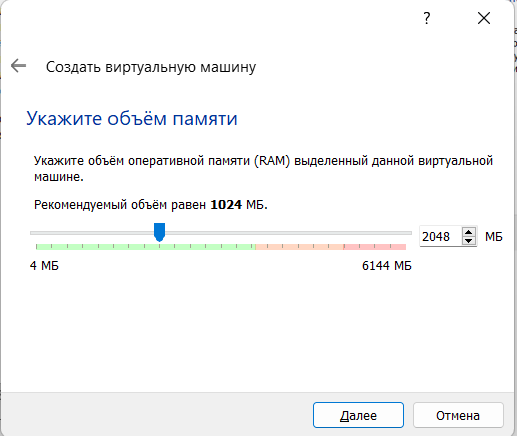 ?
Создать виртуальную машину
Укажите объём памяти
Укажите объём оперативной памяти (RAM) выделенный данной виртуальной
машине.
Рекомендуемый объём равен 1024 МБ.
2048 МБ
4 МБ 6144 МБ
Далее Отмена